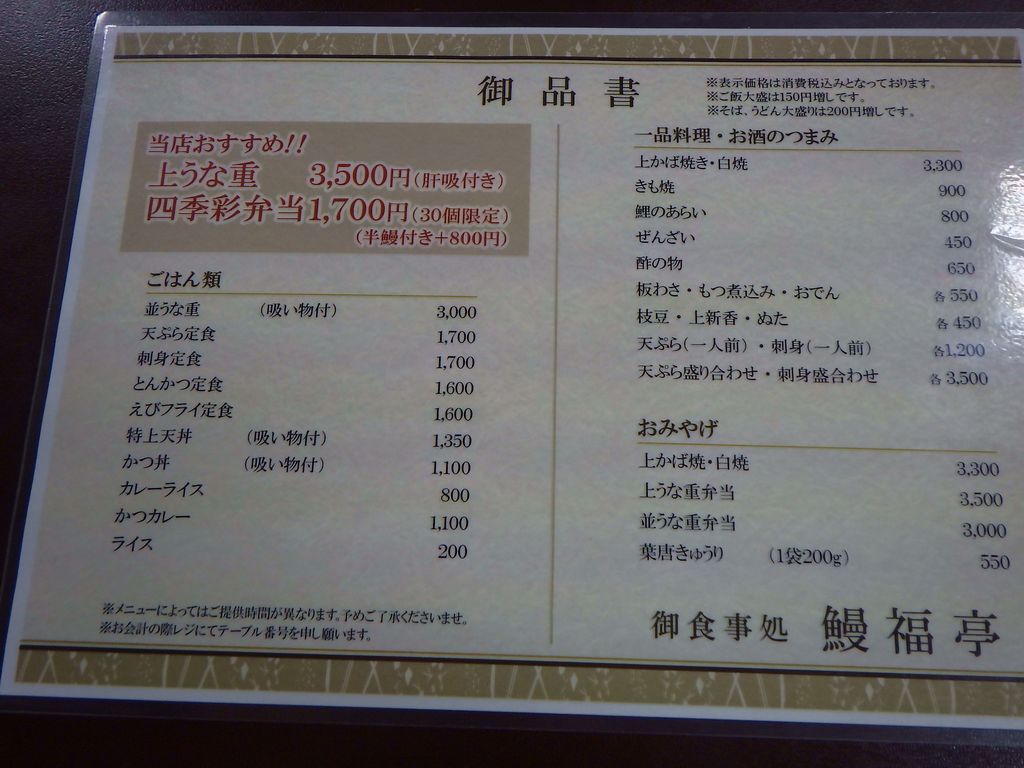 御品書
※表示価格は消費税込みとなっております。
※ご飯大盛は150円増しです。
※そば、うどん大盛りは200円増しです。
当店おすすめ!!
上うな重 3,500円(肝吸付き)
四季彩弁当1,700円(30個限定)
(半鰻付き+800円)
ごはん類
並うな重 (吸い物付) 3,000
天ぷら定食 1,700
刺身定食 1,700
とんかつ定食 1,600
えびフライ定食 1,600
特上天丼 (吸い物付) 1,350
かつ丼 (吸い物付) 1,100
カレーライス 800
かつカレー 1,100
ライス 200
※メニューによってはご提供時間が異なります。予めご了承くださいませ。
※お会計の際レジにてテーブル番号を申し願います。
一品料理・お酒のつまみ
上かば焼き・白焼 3,300
きも焼 900
鯉のあらい 800
ぜんざい 450
酢の物 650
板わさ・もつ煮込み・おでん 各550
枝豆・上新香・ぬた 各450
天ぷら(一人前)・刺身(一人前) 各1,200
天ぷら盛り合わせ・刺身盛合わせ 各3,500
おみやげ
上かば焼・白焼 3,300
上うな重弁当 3,500
並うな重弁当 3,000
葉唐きゅうり (1袋200g) 550
御食事処 鰻福亭